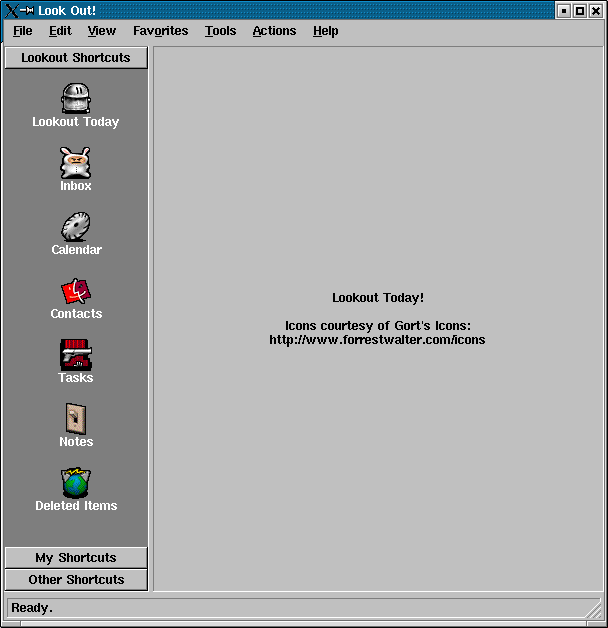 Look Out!
File Edit View Favorites Tools Actions Help
Lookout Shortcuts
Lookout Today
Inbox
Calendar
Contacts
Tasks
Notes
Deleted Items
My Shortcuts
Other Shortcuts
Lookout Today!
Icons courtesy of Gort's Icons:
http://www.forrestwalter.com/icons
Ready.